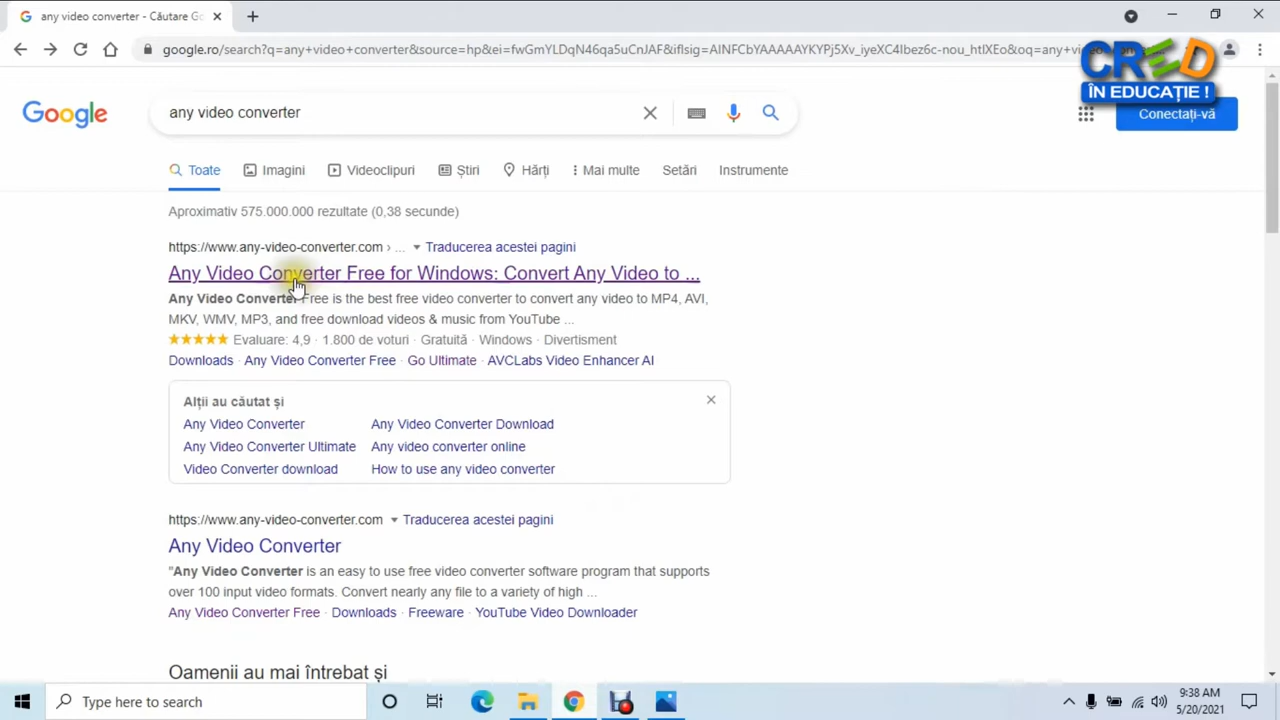 any video converter - Căutare Go
google.ro/search?q=any+video+converter&source=hp&ei=fwGmYLDqN46qa5uCnJAF&iflsig=AINFCbYAAAAAYKYPj5Xv_iyeXC4Ibez6c-nou_htIXEo&oq=any+vi
CRED
ÎN EDUCAȚIE !
Google
any video converter
Conectați-vă
Toate Imagini Videoclipuri Știri Hărți Mai multe Setări Instrumente
Aproximativ 575.000.000 rezultate (0,38 secunde)
https://www.any-video-converter.com › ... Traducerea acestei pagini
Any Video Converter Free for Windows: Convert Any Video to ...
Any Video Converter Free is the best free video converter to convert any video to MP4, AVI,
MKV, WMV, MP3, and free download videos & music from YouTube ...
Evaluare: 4,9 · 1.800 de voturi · Gratuită · Windows · Divertisment
Downloads · Any Video Converter Free · Go Ultimate · AVCLabs Video Enhancer AI
Alții au căutat și
Any Video Converter Any Video Converter Download
Any Video Converter Ultimate Any video converter online
Video Converter download How to use any video converter
https://www.any-video-converter.com Traducerea acestei pagini
Any Video Converter
"Any Video Converter is an easy to use free video converter software program that supports
over 100 input video formats. Convert nearly any file to a variety of high ...
Any Video Converter Free · Downloads · Freeware · YouTube Video Downloader
Oamenii au mai întrebat și
Type here to search
9:38 AM
5/20/2021